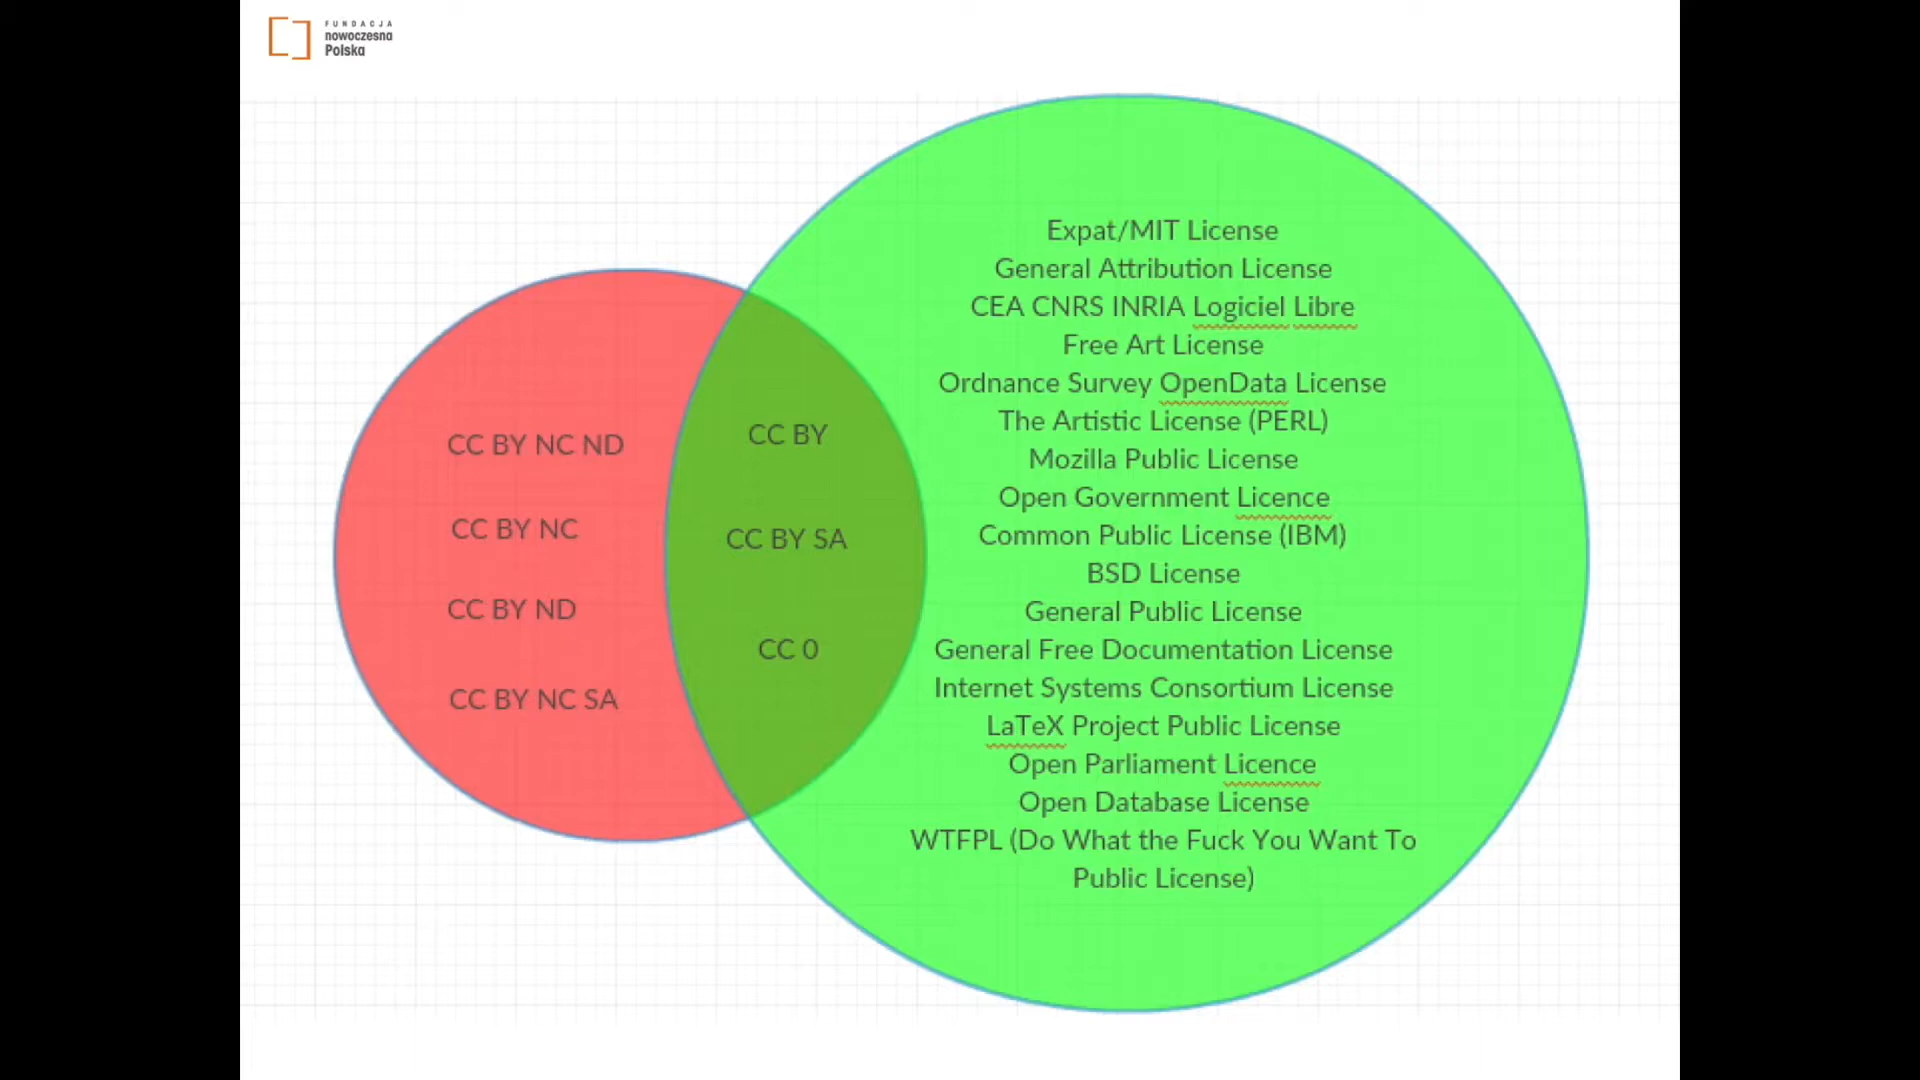 FUNDACJA
nowoczesna
Polska
CC BY NC ND
CC BY NC
CC BY ND
CC BY NC SA
CC BY
CC BY SA
CC 0
Expat/MIT License
General Attribution License
CEA CNRS INRIA Logiciel Libre
Free Art License
Ordnance Survey OpenData License
The Artistic License (PERL)
Mozilla Public License
Open Government Licence
Common Public License (IBM)
BSD License
General Public License
General Free Documentation License
Internet Systems Consortium License
LaTeX Project Public License
Open Parliament Licence
Open Database License
WTFPL (Do What the Fuck You Want To
Public License)